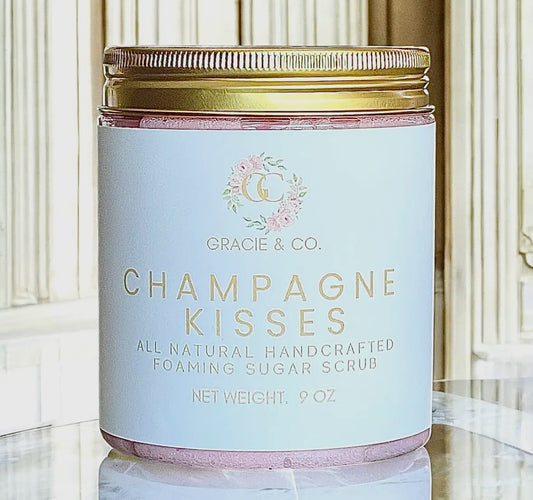 GC
GRACIE & CO.
CHAMPAGNE
KISSES
ALL NATURAL HANDCRAFTED
FOAMING SUGAR SCRUB
NET WEIGHT. 9 OZ